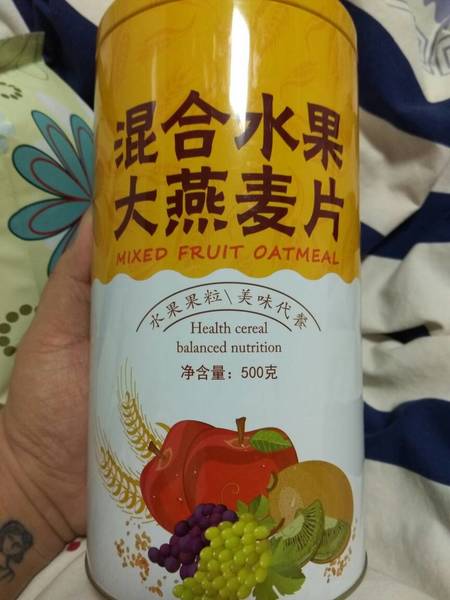 混合水果
大燕麦片
MIXED FRUIT OATMEAL
水果果粒\美味代餐
Health cereal
balanced nutrition
净含量：500克